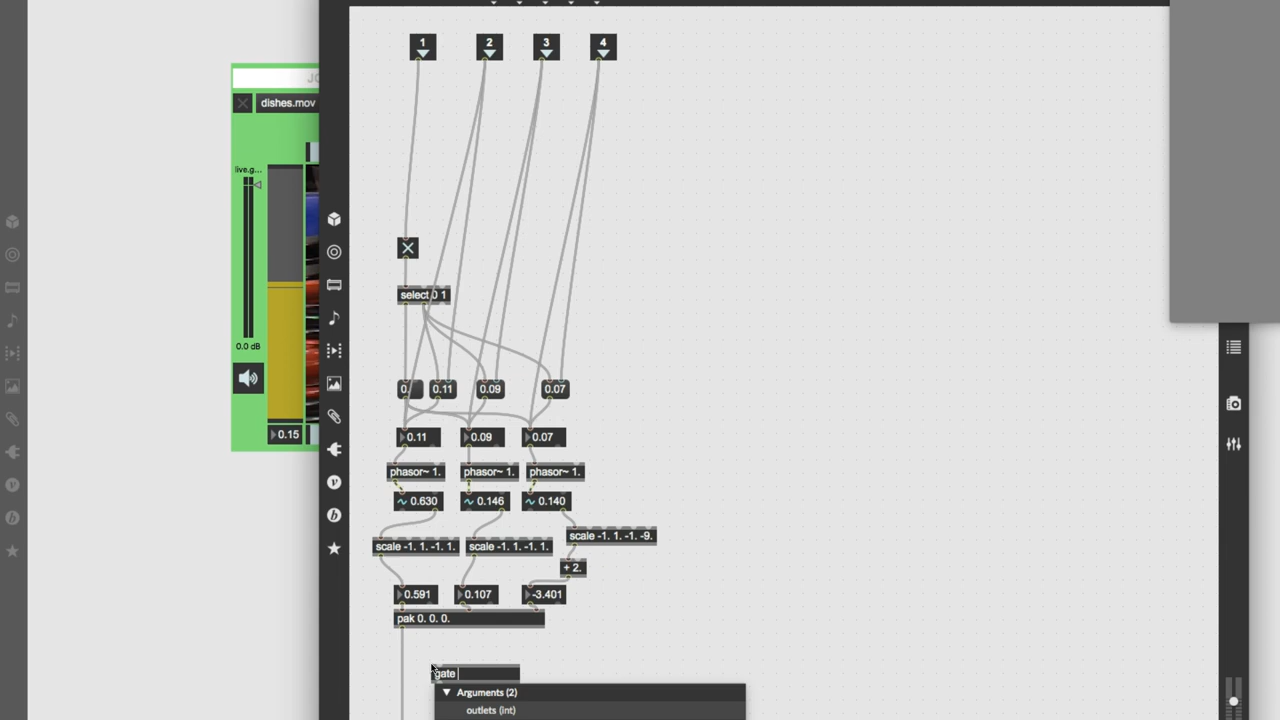 1 2 3 4
JO
dishes.mov
live.g...
select 0 1
0.0 dB
0. 0.11 0.09 0.07
0.15
0.11 0.09 0.07
phasor~ 1. phasor~ 1. phasor~ 1.
0.630 0.146 0.140
scale -1. 1. -1. -9.
scale -1. 1. -1. 1. scale -1. 1. -1. 1.
+ 2.
0.591 0.107 -3.401
pak 0. 0. 0.
gate
Arguments (2)
outlets (int)